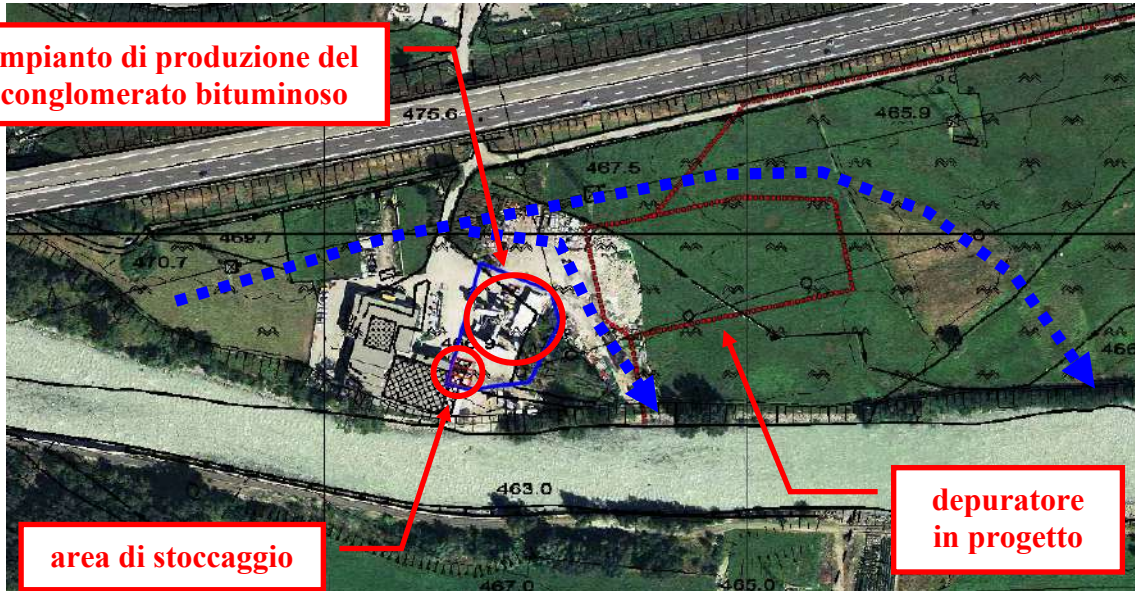 mpianto di produzione del
conglomerato bituminoso
475.6
465.9
467.5
469.7
470.7
463.0
467.0
465.0
area di stoccaggio
depuratore
in progetto